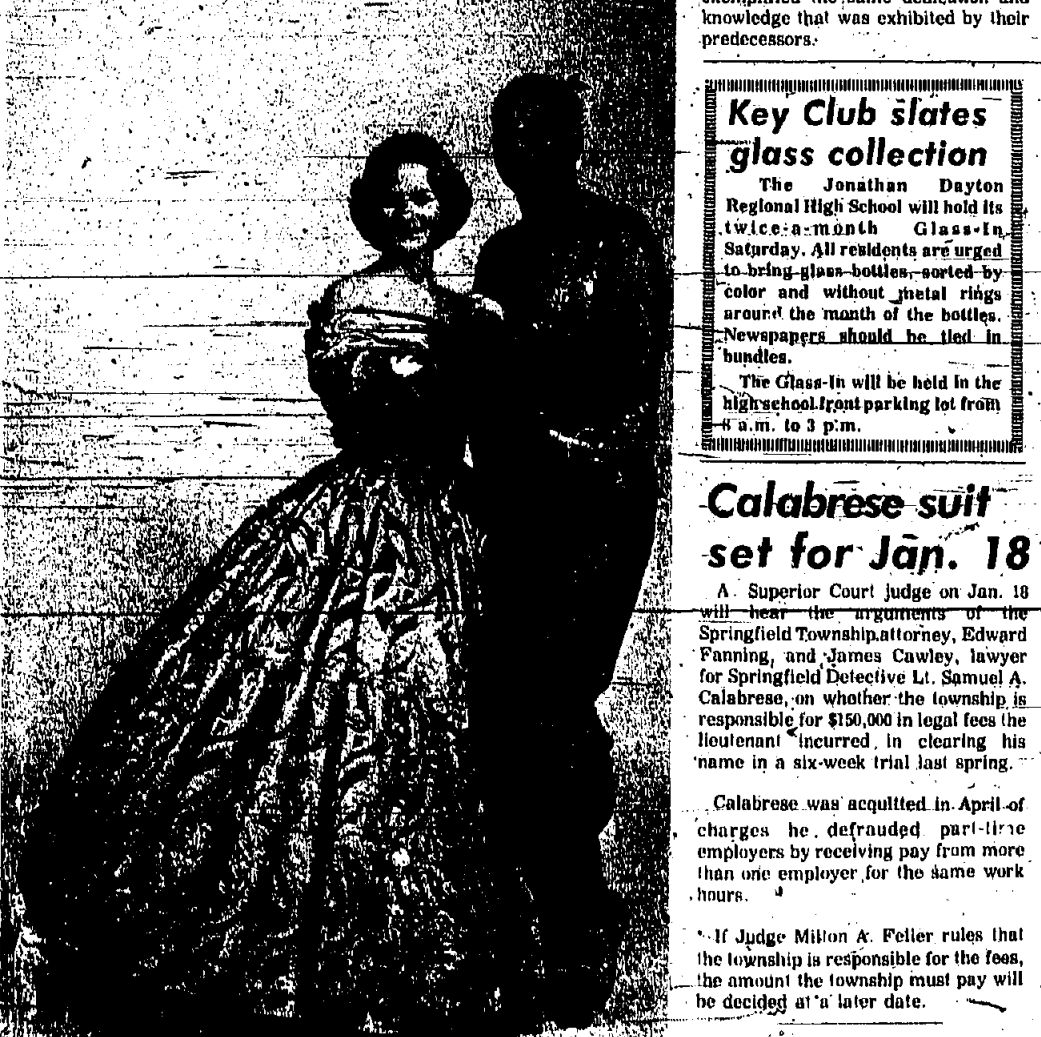 knowledge that was exhibited by their
predecessors.
Key Club slates
glass collection
The Jonathan Dayton
Regional High School will hold its
twice-a-month Glass-In
Saturday. All residents are urged
to bring glass bottles, sorted by
color and without metal rings
around the month of the bottles.
Newspapers should be tied in
bundles.
The Glass-In will be held in the
high school front parking lot from
8 a.m. to 3 p.m.
Calabrese suit
set for Jan. 18
A Superior Court judge on Jan. 18
will hear the arguments of the
Springfield Township attorney, Edward
Fanning, and James Cawley, lawyer
for Springfield Detective Lt. Samuel A.
Calabrese, on whether the township is
responsible for $150,000 in legal fees the
lieutenant incurred in clearing his
name in a six-week trial last spring.
Calabrese was acquitted in April of
charges he defrauded part-time
employers by receiving pay from more
than one employer for the same work
hours.
If Judge Milton A. Feller rules that
the township is responsible for the fees,
the amount the township must pay will
be decided at a later date.